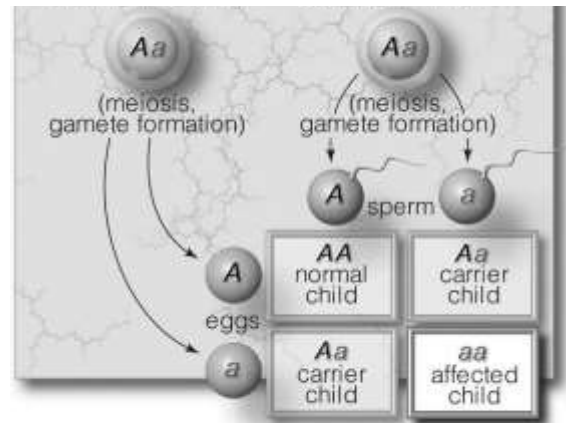 Aa
Aa
(meiosis,
gamete formation)
(meiosis,
gamete formation)
A
sperm
a
A
AA
normal
child
Aa
carrier
child
eggs
a
Aa
carrier
child
aa
affected
child